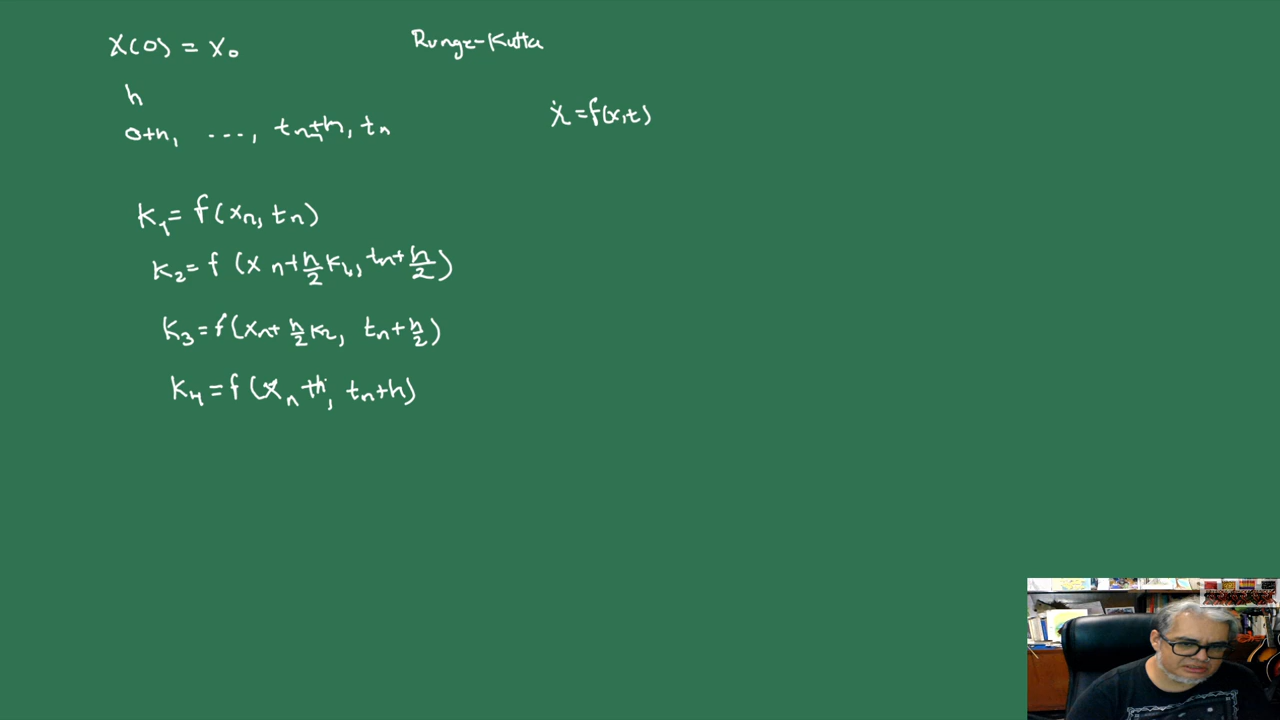 X(0) = x₀
Runge-Kutta
h
ẋ = f(x,t)
0+h, ..., tₙ+h, tₙ
K₁ = f(xₙ, tₙ)
K₂ = f(xₙ + h/2 K₁, tₙ + h/2)
K₃ = f(xₙ + h/2 K₂, tₙ + h/2)
K₄ = f(xₙ + h, tₙ + h)